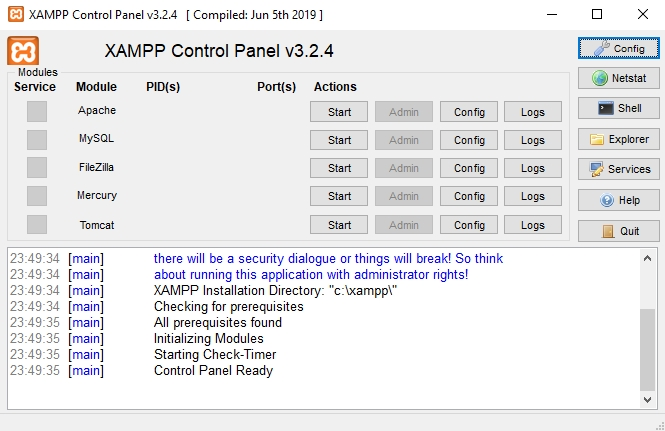 XAMPP Control Panel v3.2.4 [ Compiled: Jun 5th 2019 ]
XAMPP Control Panel v3.2.4
Config
Modules
Netstat
Service Module PID(s) Port(s) Actions
Apache Start Admin Config Logs
Shell
MySQL Start Admin Config Logs
Explorer
FileZilla Start Admin Config Logs
Services
Mercury Start Admin Config Logs
Help
Tomcat Start Admin Config Logs
Quit
23:49:34 [main] there will be a security dialogue or things will break! So think
23:49:34 [main] about running this application with administrator rights!
23:49:34 [main] XAMPP Installation Directory: "c:\xampp\"
23:49:34 [main] Checking for prerequisites
23:49:35 [main] All prerequisites found
23:49:35 [main] Initializing Modules
23:49:35 [main] Starting Check-Timer
23:49:35 [main] Control Panel Ready